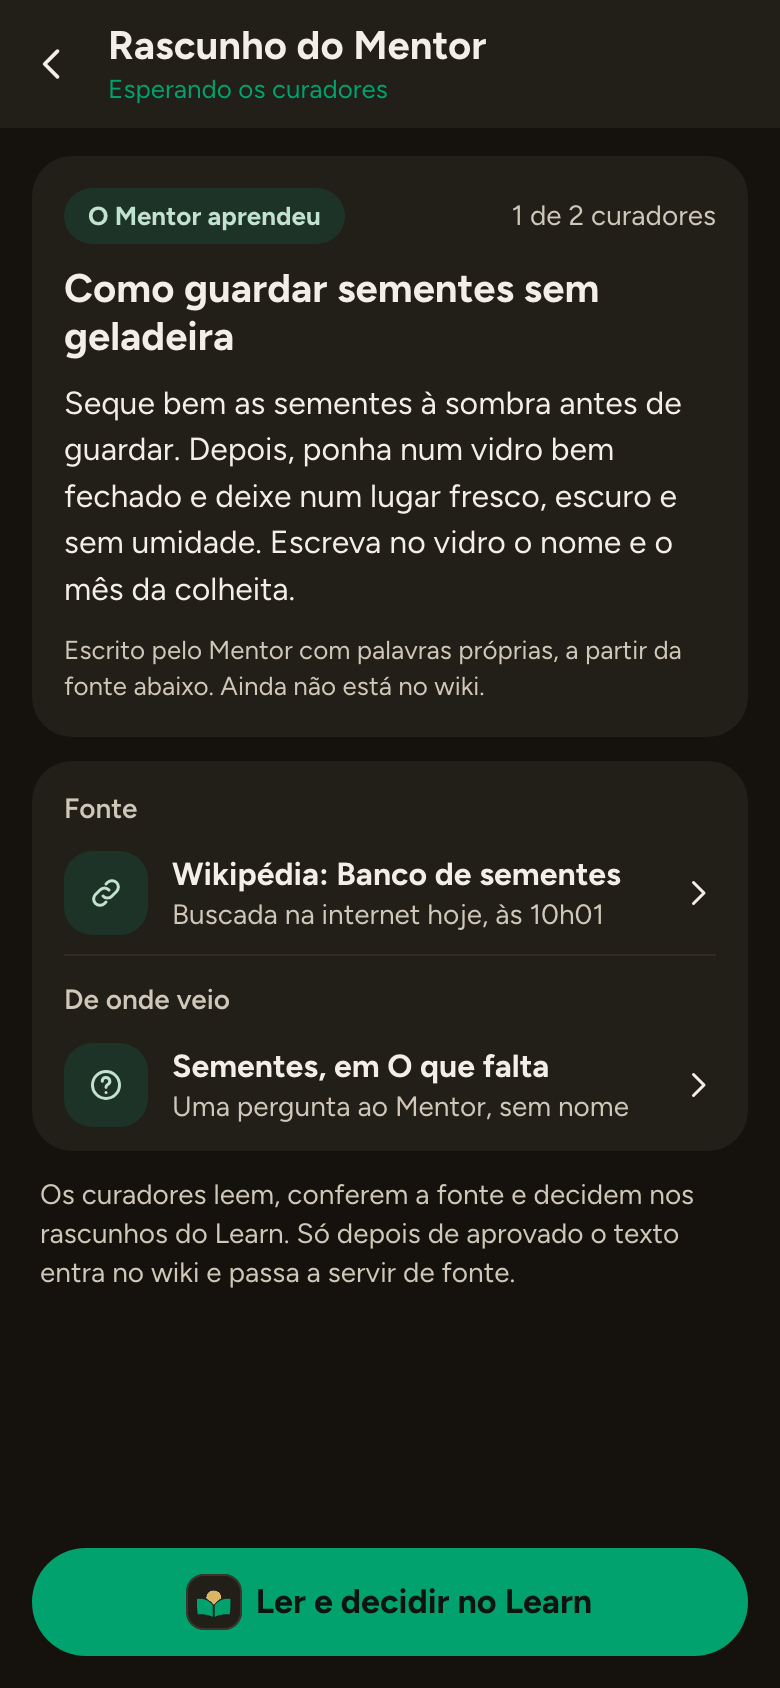 Rascunho do Mentor
Esperando os curadores
O Mentor aprendeu
1 de 2 curadores
Como guardar sementes sem
geladeira
Seque bem as sementes à sombra antes de
guardar. Depois, ponha num vidro bem
fechado e deixe num lugar fresco, escuro e
sem umidade. Escreva no vidro o nome e o
mês da colheita.
Escrito pelo Mentor com palavras próprias, a partir da
fonte abaixo. Ainda não está no wiki.
Fonte
Wikipédia: Banco de sementes
Buscada na internet hoje, às 10h01
De onde veio
Sementes, em O que falta
Uma pergunta ao Mentor, sem nome
Os curadores leem, conferem a fonte e decidem nos
rascunhos do Learn. Só depois de aprovado o texto
entra no wiki e passa a servir de fonte.
Ler e decidir no Learn